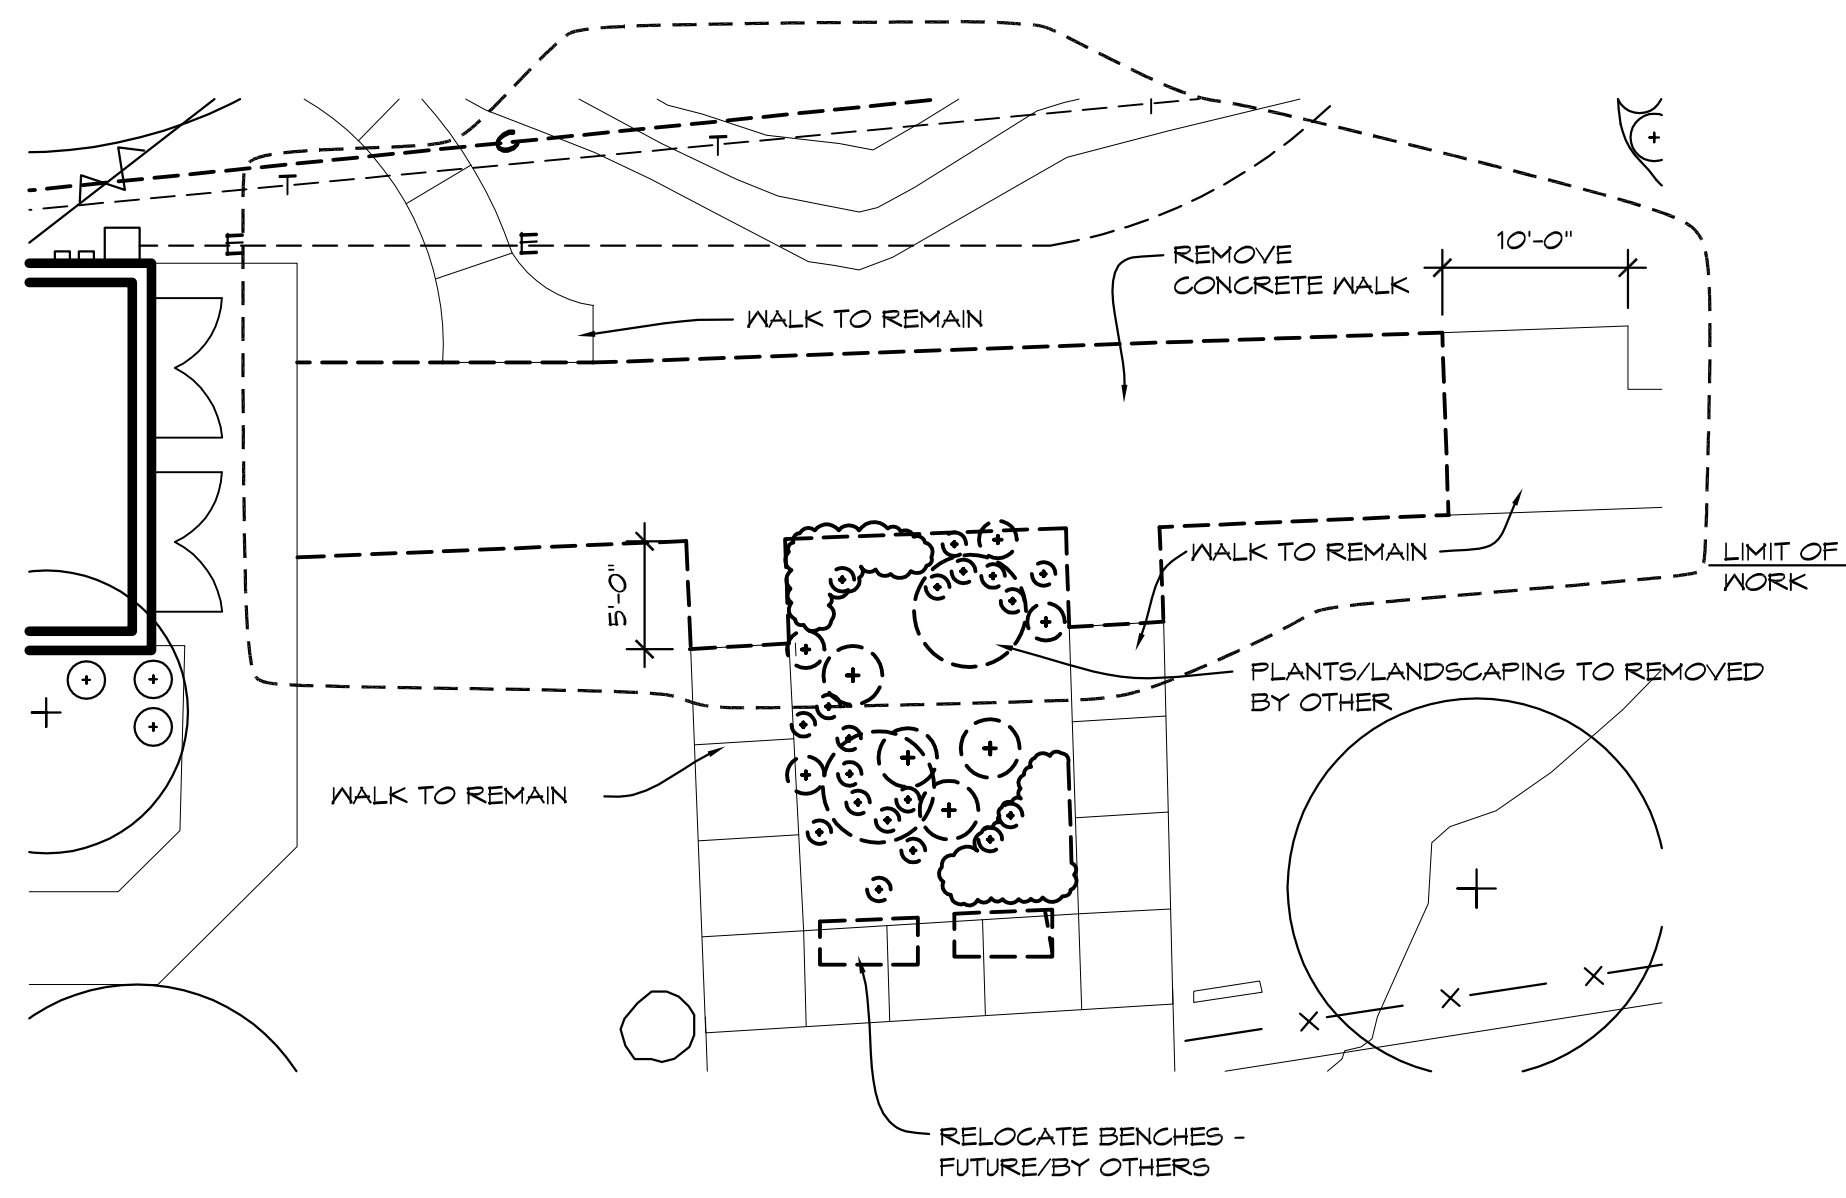 10'-0"
REMOVE
CONCRETE WALK
WALK TO REMAIN
T
T
T
E
E
C
5'-0"
WALK TO REMAIN
LIMIT OF
WORK
PLANTS/LANDSCAPING TO REMOVED
BY OTHER
WALK TO REMAIN
RELOCATE BENCHES -
FUTURE/BY OTHERS